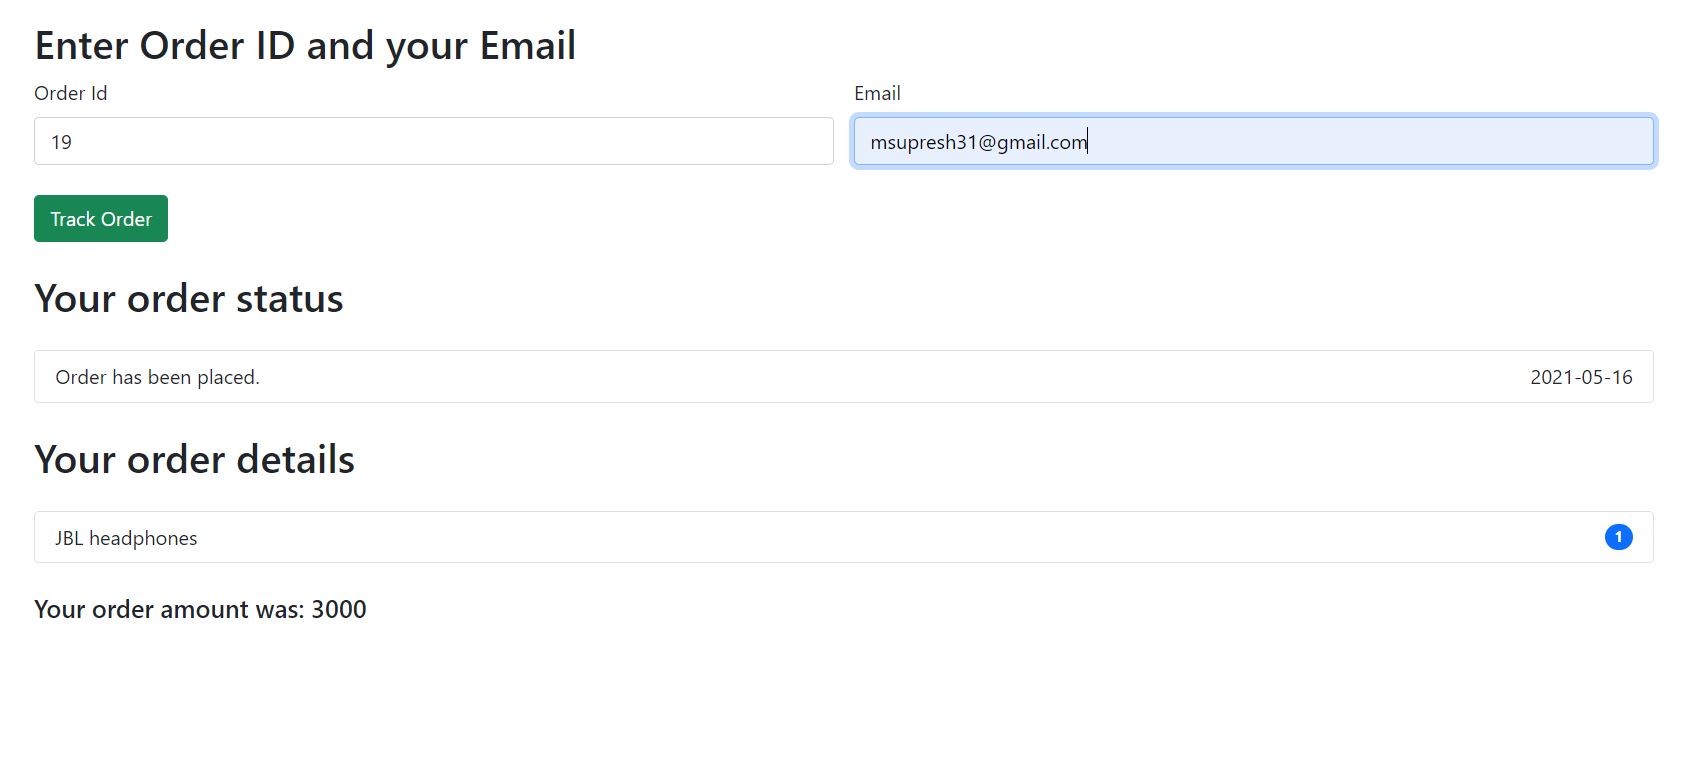 Enter Order ID and your Email
Order Id
Email
19
msupresh31@gmail.com
Track Order
Your order status
Order has been placed. 2021-05-16
Your order details
JBL headphones 1
Your order amount was: 3000